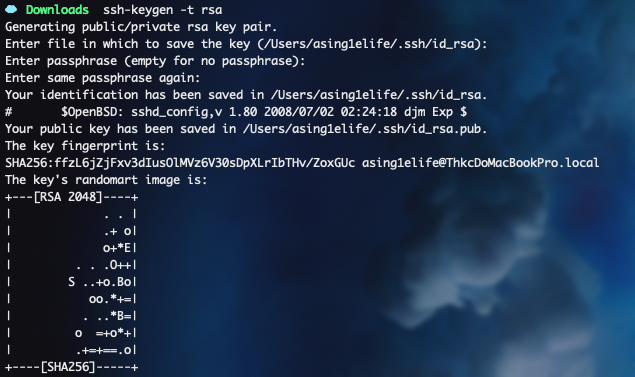 Downloads ssh-keygen -t rsa
Generating public/private rsa key pair.
Enter file in which to save the key (/Users/asing1elife/.ssh/id_rsa):
Enter passphrase (empty for no passphrase):
Enter same passphrase again:
Your identification has been saved in /Users/asing1elife/.ssh/id_rsa.
#       $OpenBSD: sshd_config,v 1.80 2008/07/02 02:24:18 djm Exp $
Your public key has been saved in /Users/asing1elife/.ssh/id_rsa.pub.
The key fingerprint is:
SHA256:ffzL6jZjFxv3dIusOlMVz6V30sDpXLrIbTHv/ZoxGUc asing1elife@ThkcDoMacBookPro.local
The key's randomart image is:
+---[RSA 2048]----+
|             . . |
|             .+ o|
|             o+*E|
|         . . .O++|
|        S ..+o.Bo|
|           oo.*+=|
|          . ..*B=|
|         o  =+o*+|
|         .+=+==.o|
+----[SHA256]-----+